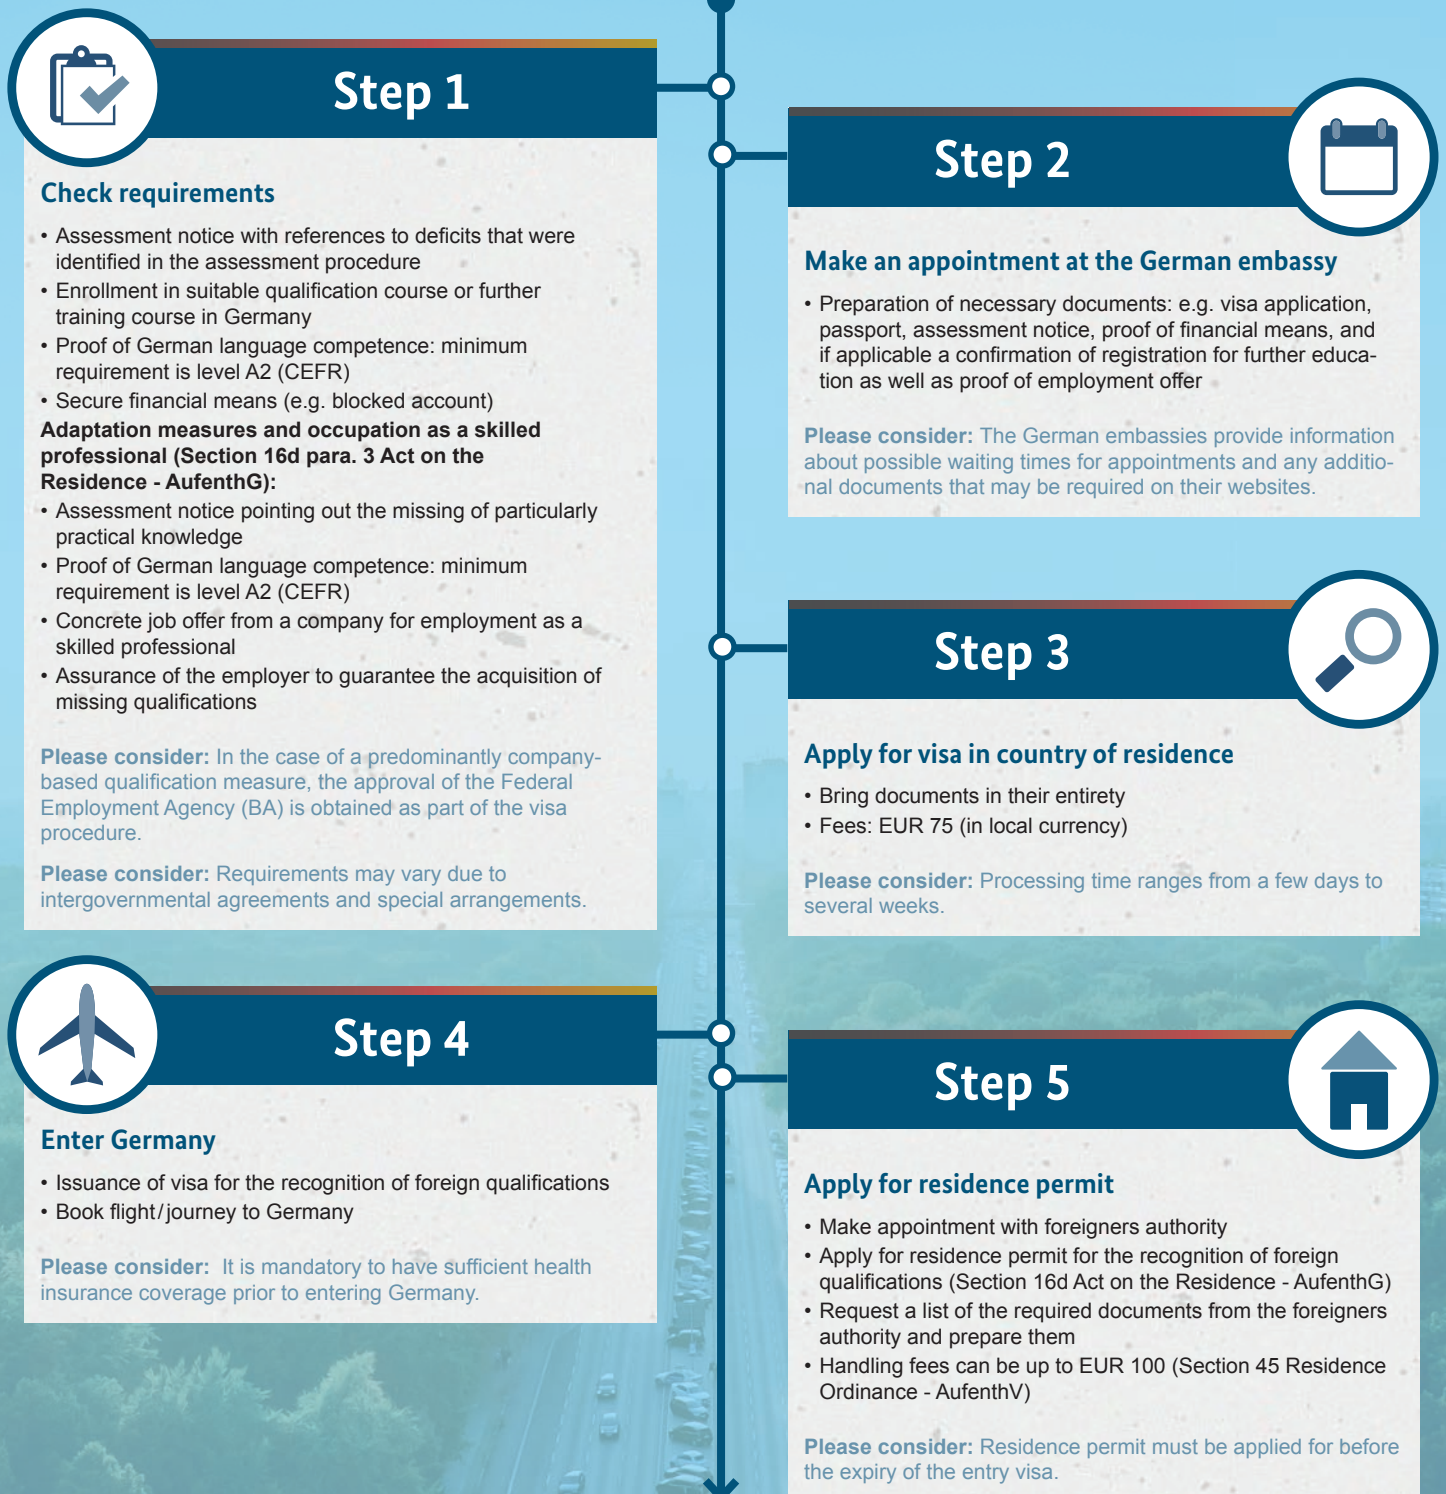 Step 1
Check requirements
• Assessment notice with references to deficits that were
identified in the assessment procedure
• Enrollment in suitable qualification course or further
training course in Germany
• Proof of German language competence: minimum
requirement is level A2 (CEFR)
• Secure financial means (e.g. blocked account)
Adaptation measures and occupation as a skilled
professional (Section 16d para. 3 Act on the
Residence - AufenthG):
• Assessment notice pointing out the missing of particularly
practical knowledge
• Proof of German language competence: minimum
requirement is level A2 (CEFR)
• Concrete job offer from a company for employment as a
skilled professional
• Assurance of the employer to guarantee the acquisition of
missing qualifications
Please consider: In the case of a predominantly company-
based qualification measure, the approval of the Federal
Employment Agency (BA) is obtained as part of the visa
procedure.
Please consider: Requirements may vary due to
intergovernmental agreements and special arrangements.
Step 2
Make an appointment at the German embassy
• Preparation of necessary documents: e.g. visa application,
passport, assessment notice, proof of financial means, and
if applicable a confirmation of registration for further educa-
tion as well as proof of employment offer
Please consider: The German embassies provide information
about possible waiting times for appointments and any additio-
nal documents that may be required on their websites.
Step 3
Apply for visa in country of residence
• Bring documents in their entirety
• Fees: EUR 75 (in local currency)
Please consider: Processing time ranges from a few days to
several weeks.
Step 4
Enter Germany
• Issuance of visa for the recognition of foreign qualifications
• Book flight/journey to Germany
Please consider: It is mandatory to have sufficient health
insurance coverage prior to entering Germany.
Step 5
Apply for residence permit
• Make appointment with foreigners authority
• Apply for residence permit for the recognition of foreign
qualifications (Section 16d Act on the Residence - AufenthG)
• Request a list of the required documents from the foreigners
authority and prepare them
• Handling fees can be up to EUR 100 (Section 45 Residence
Ordinance - AufenthV)
Please consider: Residence permit must be applied for before
the expiry of the entry visa.